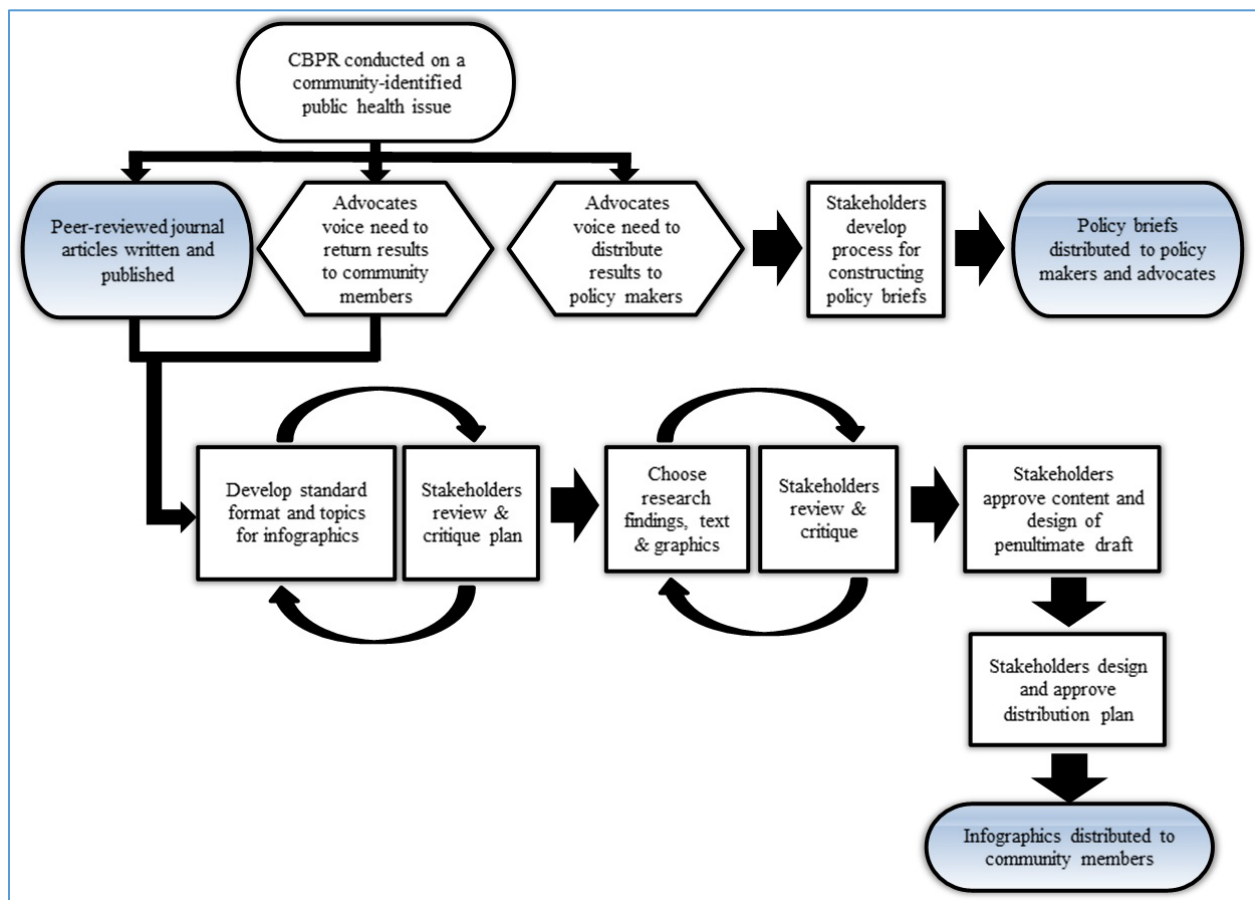 CBPR conducted on a
community-identified
public health issue
Peer-reviewed journal
articles written and
published
Advocates
voice need to
return results
to community
members
Advocates
voice need to
distribute
results to
policy makers
Stakeholders
develop
process for
constructing
policy briefs
Policy briefs
distributed to policy
makers and advocates
Develop standard
format and topics
for infographics
Stakeholders
review &
critique plan
Choose
research
findings, text
& graphics
Stakeholders
review &
critique
Stakeholders
approve content and
design of
penultimate draft
Stakeholders design
and approve
distribution plan
Infographics distributed to
community members